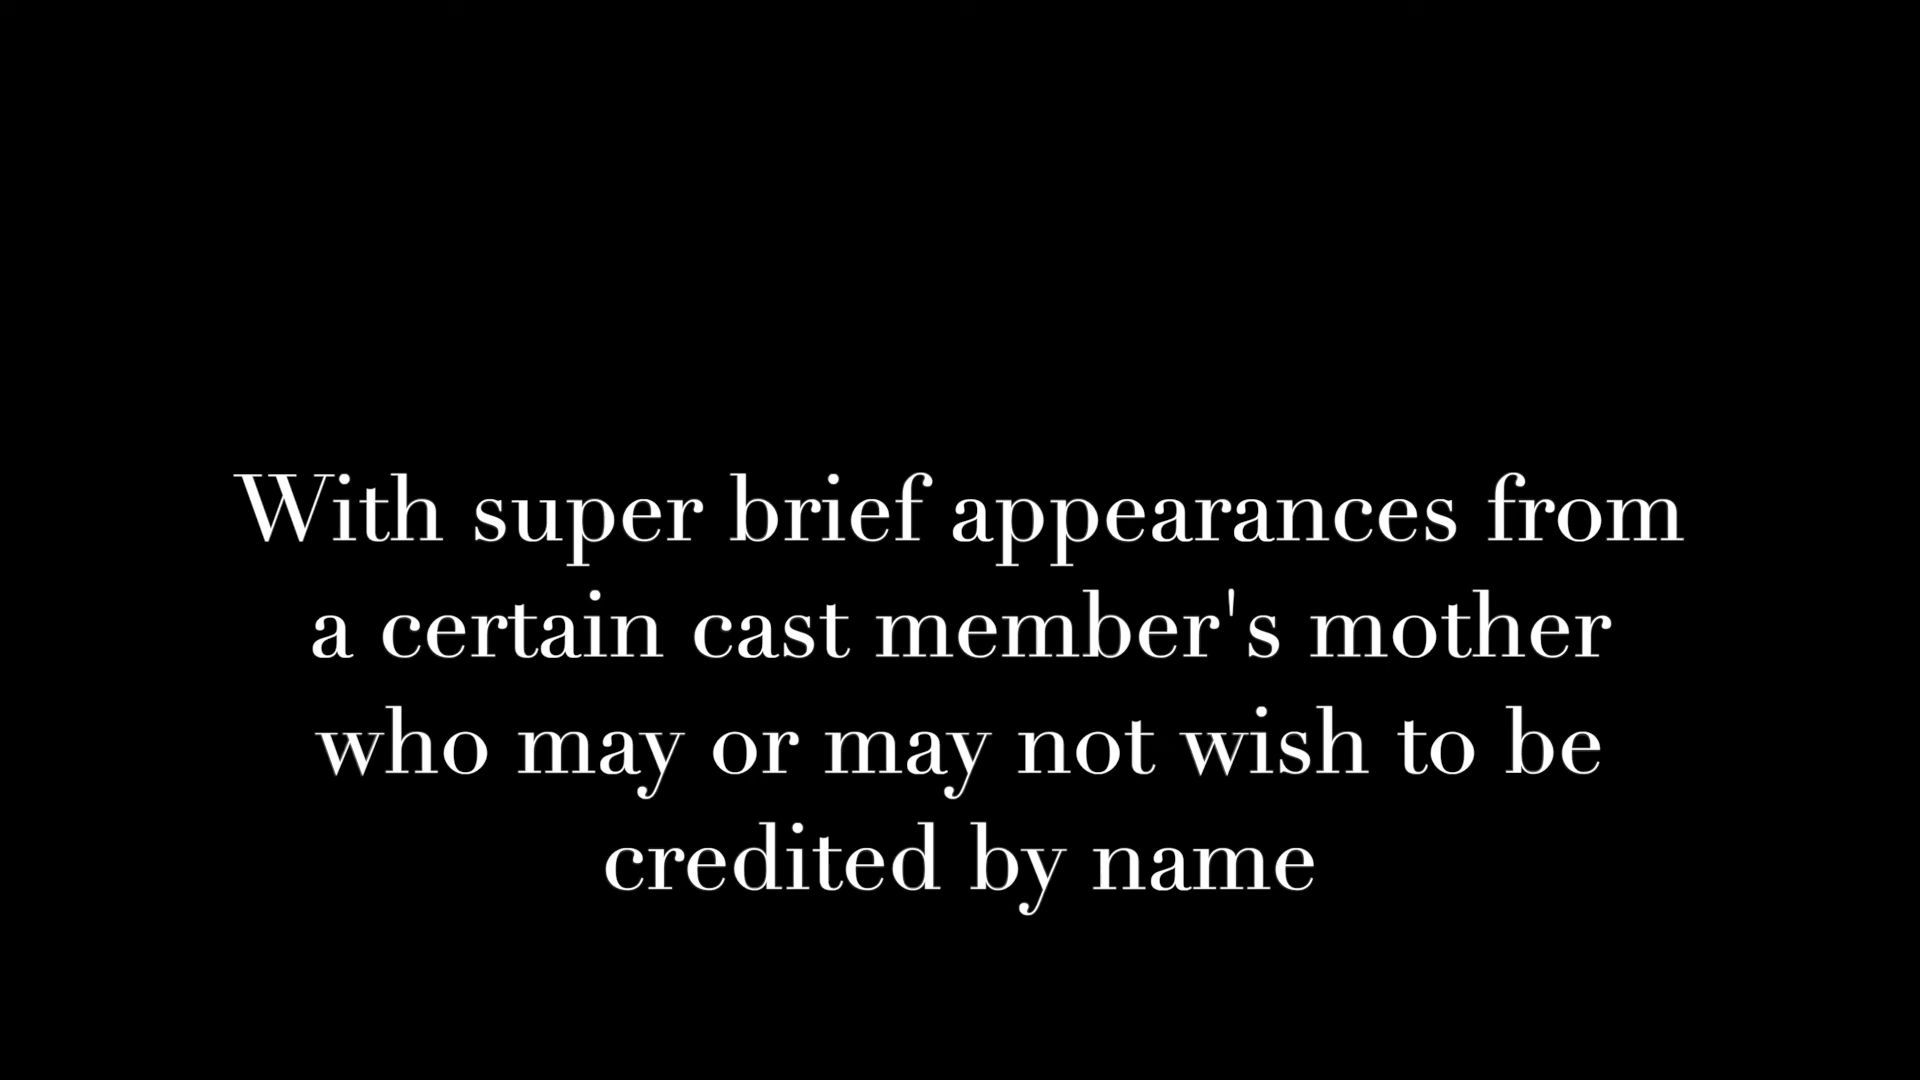 With super brief appearances from
a certain cast member's mother
who may or may not wish to be
credited by name